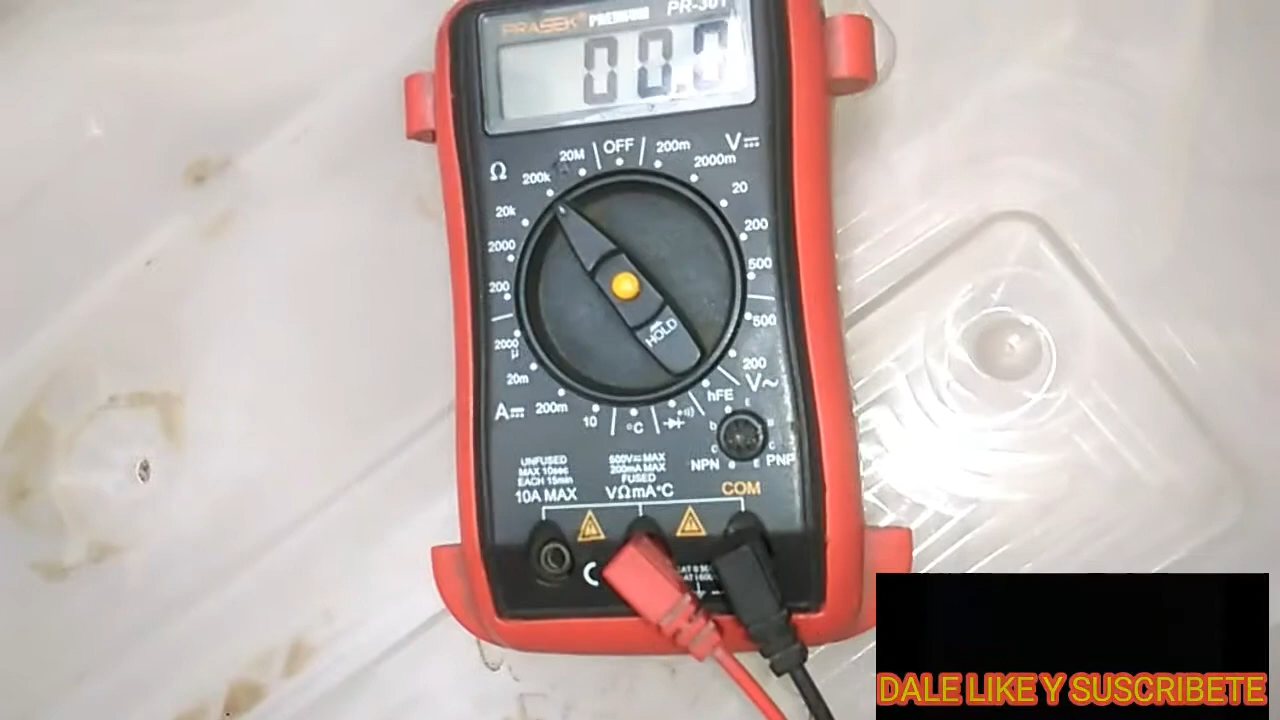 PRASEK PREMIUM PR-301
00.0
OFF
20M
200m
V
Ω
200k
2000m
20k
20
2000
200
200
500
500
2000
μ
20m
200
V~
A
200m
10
°C
hFE
HOLD
NPN
PNP
UNFUSED
MAX 10sec
EACH 15min
10A MAX
500V MAX
200mA MAX
FUSED
VΩmA°C
COM
DALE LIKE Y SUSCRIBETE